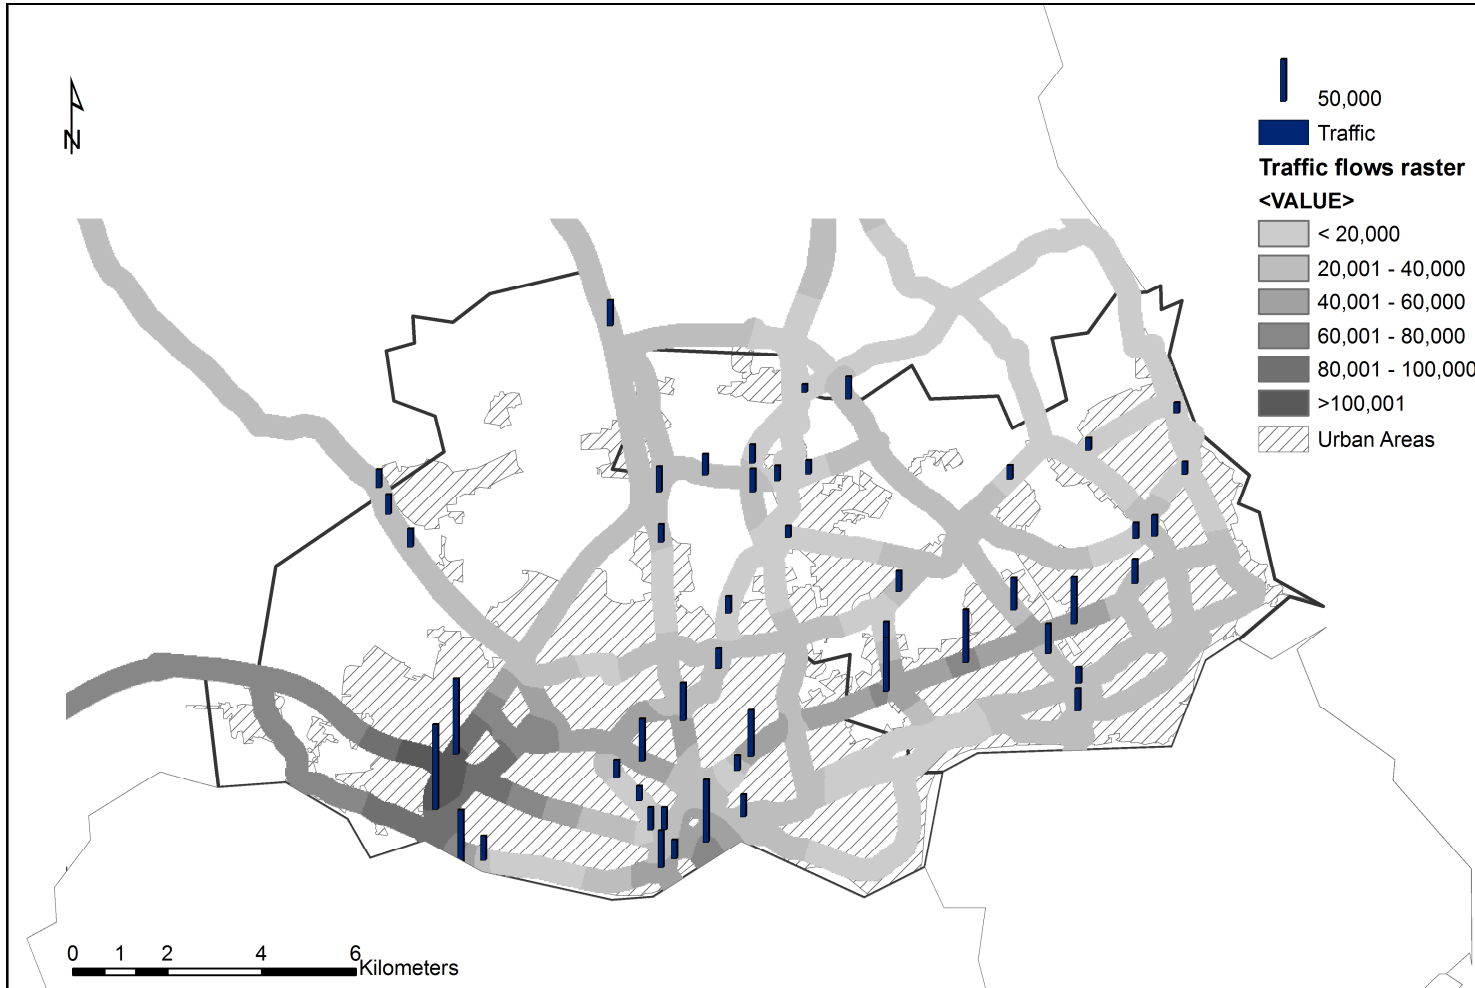 N
50,000
Traffic
Traffic flows raster
<VALUE>
< 20,000
20,001 - 40,000
40,001 - 60,000
60,001 - 80,000
80,001 - 100,000
>100,001
Urban Areas
0 1 2 4 6
Kilometers